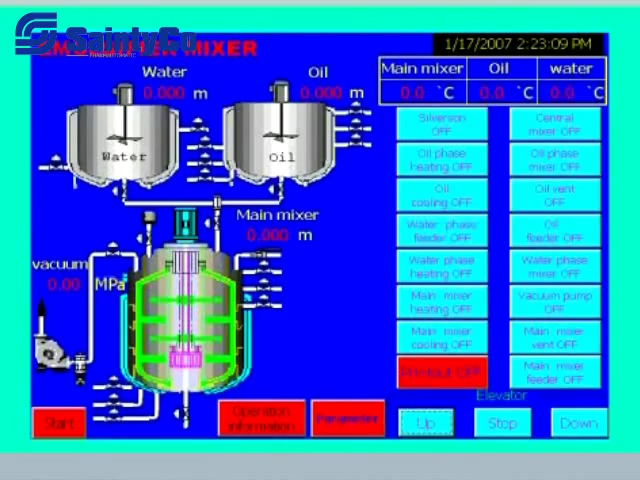 SaintyCo
MIXER
1/17/2007 2:23:09 PM
Water
0.000 m
Oil
0.000 m
Main mixer Oil water
0.0 `C 0.0 `C 0.0 `C
Silverson
OFF
Central
mixer OFF
Oil phase
heating OFF
Oil phase
mixer OFF
Oil
cooling OFF
Oil vent
OFF
Water phase
feeder OFF
Oil
feeder OFF
Water phase
heating OFF
Water phase
mixer OFF
Main mixer
heating OFF
Vacuum pump
OFF
Main mixer
cooling OFF
Main mixer
vent OFF
Printout OFF
Main mixer
feeder OFF
Water
Oil
Main mixer
0.000 m
vacuum
0.00 MPa
Elevator
Start
Operation
information
Parameter
Up
Stop
Down